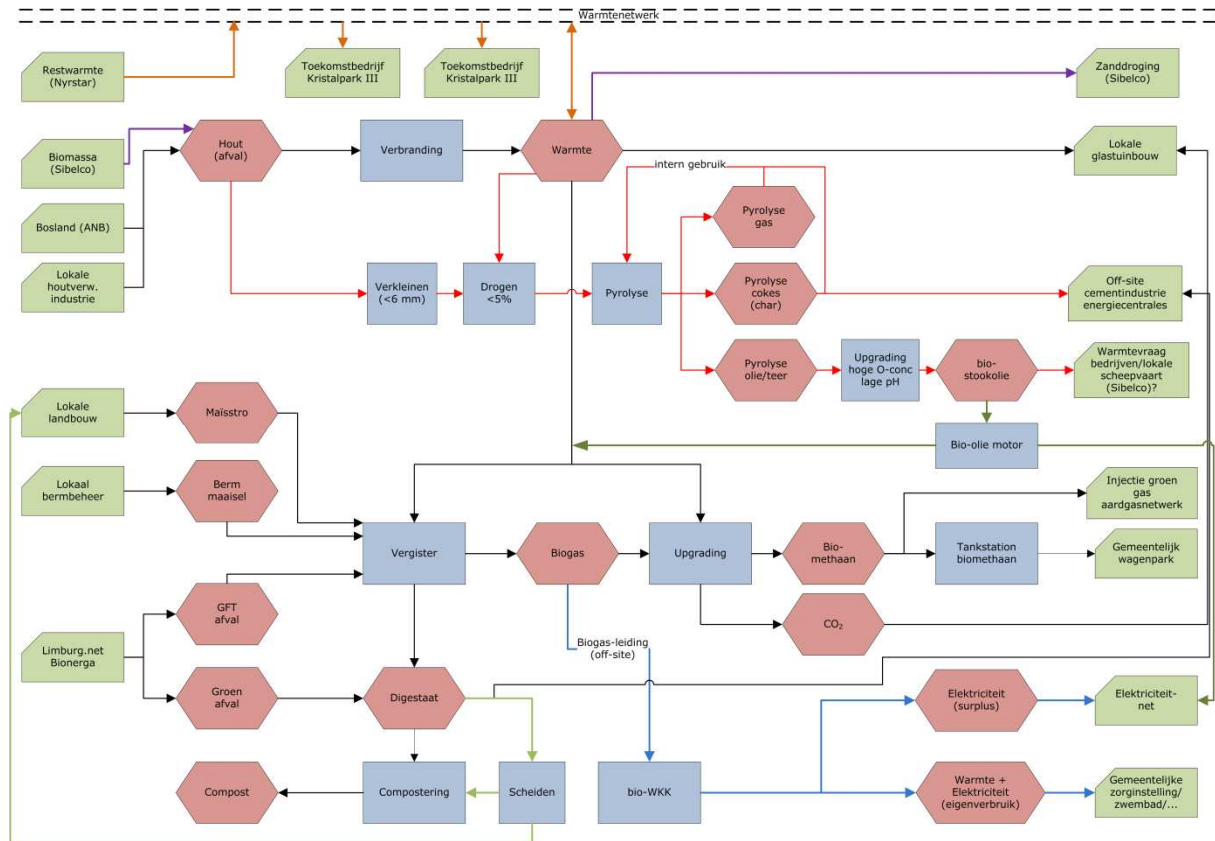 Warmtenetwerk
Restwarmte
(Nyrstar)
Toekomstbedrijf
Kristalpark III
Toekomstbedrijf
Kristalpark III
Zanddroging
(Sibelco)
Biomassa
(Sibelco)
Hout
(afval)
Verbranding
Warmte
Lokale
glastuinbouw
intern gebruik
Bosland (ANB)
Pyrolyse
gas
Lokale
houtverw.
industrie
Verkleinen
(<6 mm)
Drogen
<5%
Pyrolyse
Pyrolyse
cokes
(char)
Off-site
cementindustrie
energiecentrales
Pyrolyse
olie/teer
Upgrading
hoge O-conc
lage pH
bio-
stookolie
Warmtevraag
bedrijven/lokale
scheepvaart
(Sibelco)?
Lokale
landbouw
Maïsstro
Bio-olie motor
Lokaal
bermbeheer
Berm
maaisel
Injectie groen
gas
aardgasnetwerk
Vergister
Biogas
Upgrading
Bio-
methaan
Tankstation
biomethaan
Gemeentelijk
wagenpark
GFT
afval
CO₂
Limburg.net
Bionerga
Biogas-leiding
(off-site)
Groen
afval
Digestaat
Elektriciteit
(surplus)
Elektriciteit-
net
Compost
Compostering
Scheiden
bio-WKK
Warmte +
Elektriciteit
(eigenverbruik)
Gemeentelijke
zorginstelling/
zwembad/...